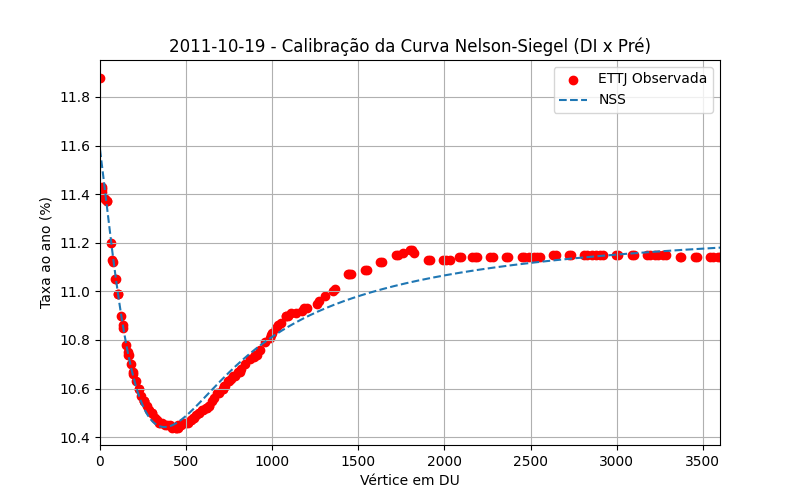 2011-10-19 - Calibração da Curva Nelson-Siegel (DI x Pré)
ETTJ Observada
NSS
Taxa ao ano (%)
11.8
11.6
11.4
11.2
11.0
10.8
10.6
10.4
0 500 1000 1500 2000 2500 3000 3500
Vértice em DU